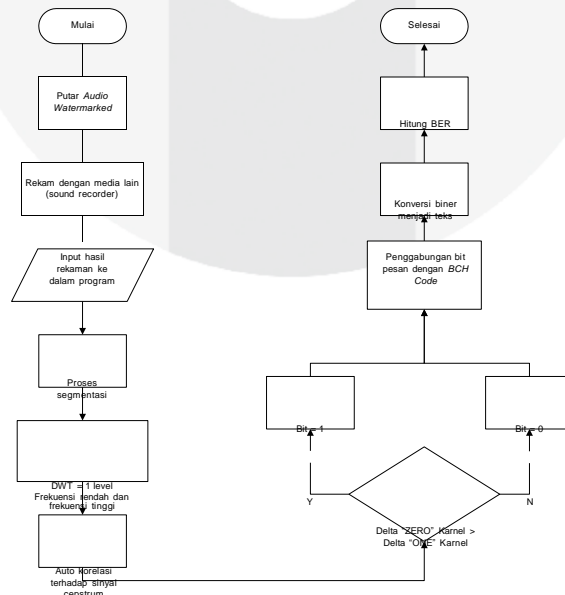 Mulai
Putar Audio
Watermarked
Rekam dengan media lain
(sound recorder)
Input hasil
rekaman ke
dalam program
Proses
segmentasi
DWT = 1 level
Frekuensi rendah dan
frekuensi tinggi
Auto korelasi
terhadap sinyal
cepstrum
Delta "ZERO" Karnel >
Delta "ONE" Karnel
Y
N
Bit = 1
Bit = 0
Penggabungan bit
pesan dengan BCH
Code
Konversi biner
menjadi teks
Hitung BER
Selesai